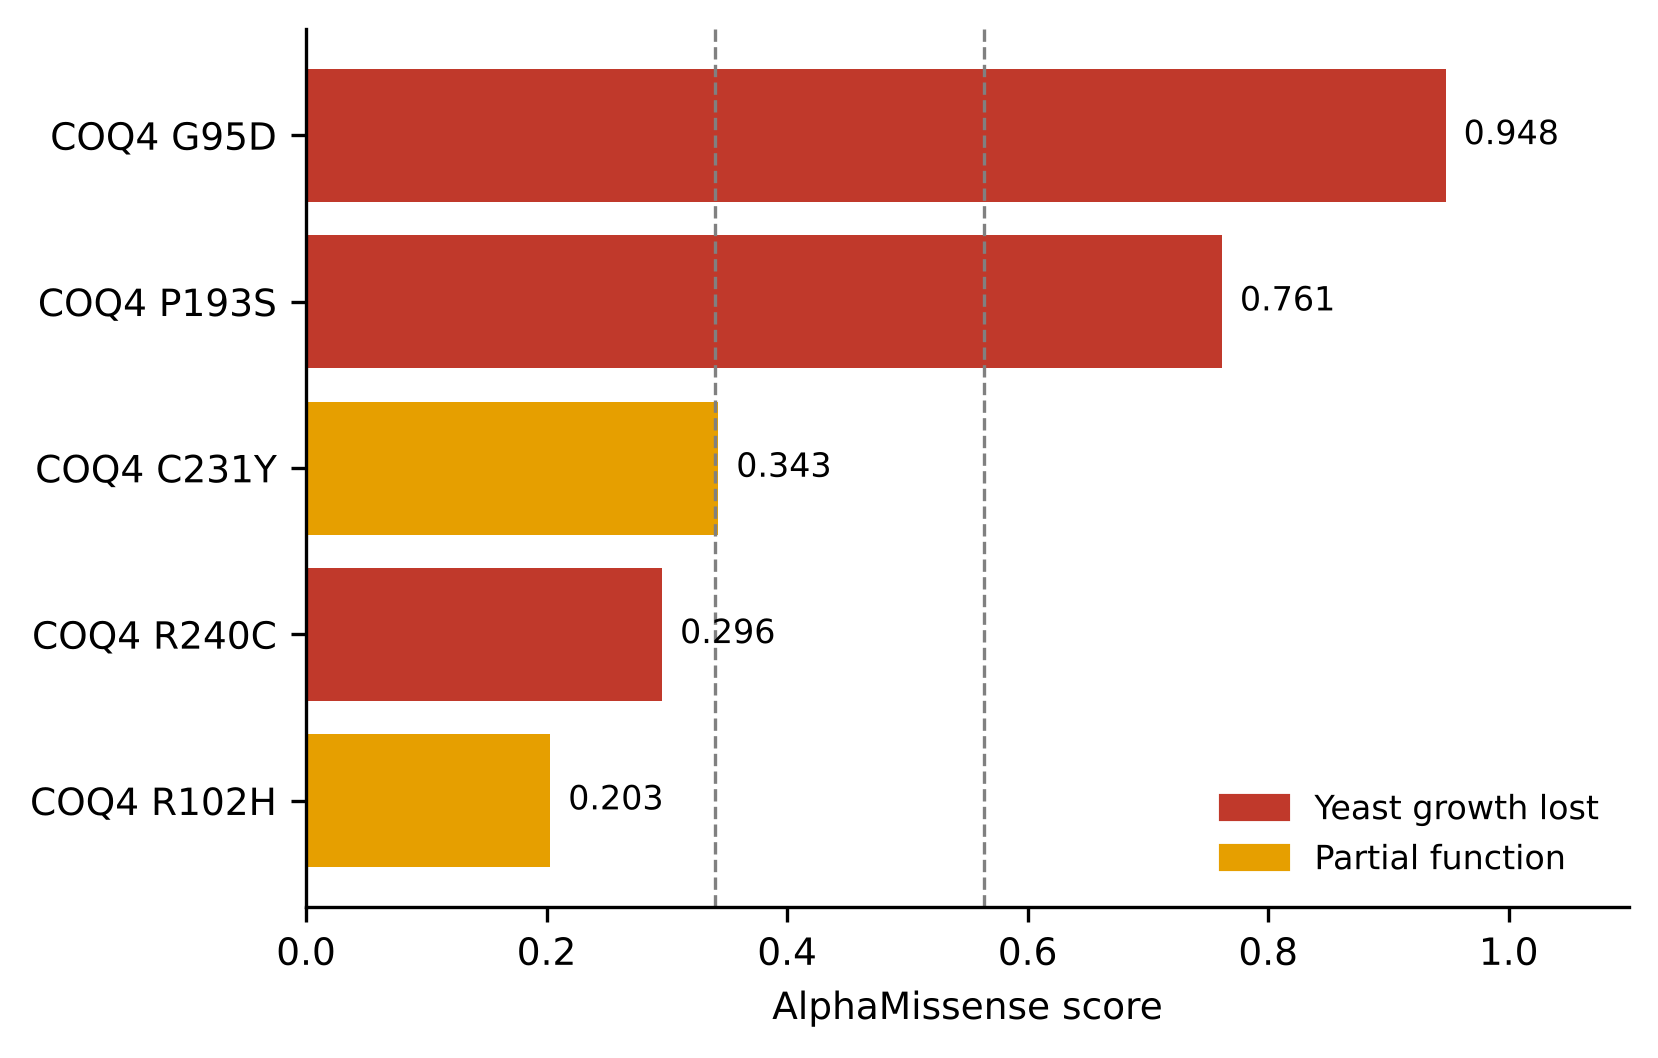 COQ4 G95D
0.948
COQ4 P193S
0.761
COQ4 C231Y
0.343
COQ4 R240C
0.296
COQ4 R102H
0.203
Yeast growth lost
Partial function
0.0 0.2 0.4 0.6 0.8 1.0
AlphaMissense score